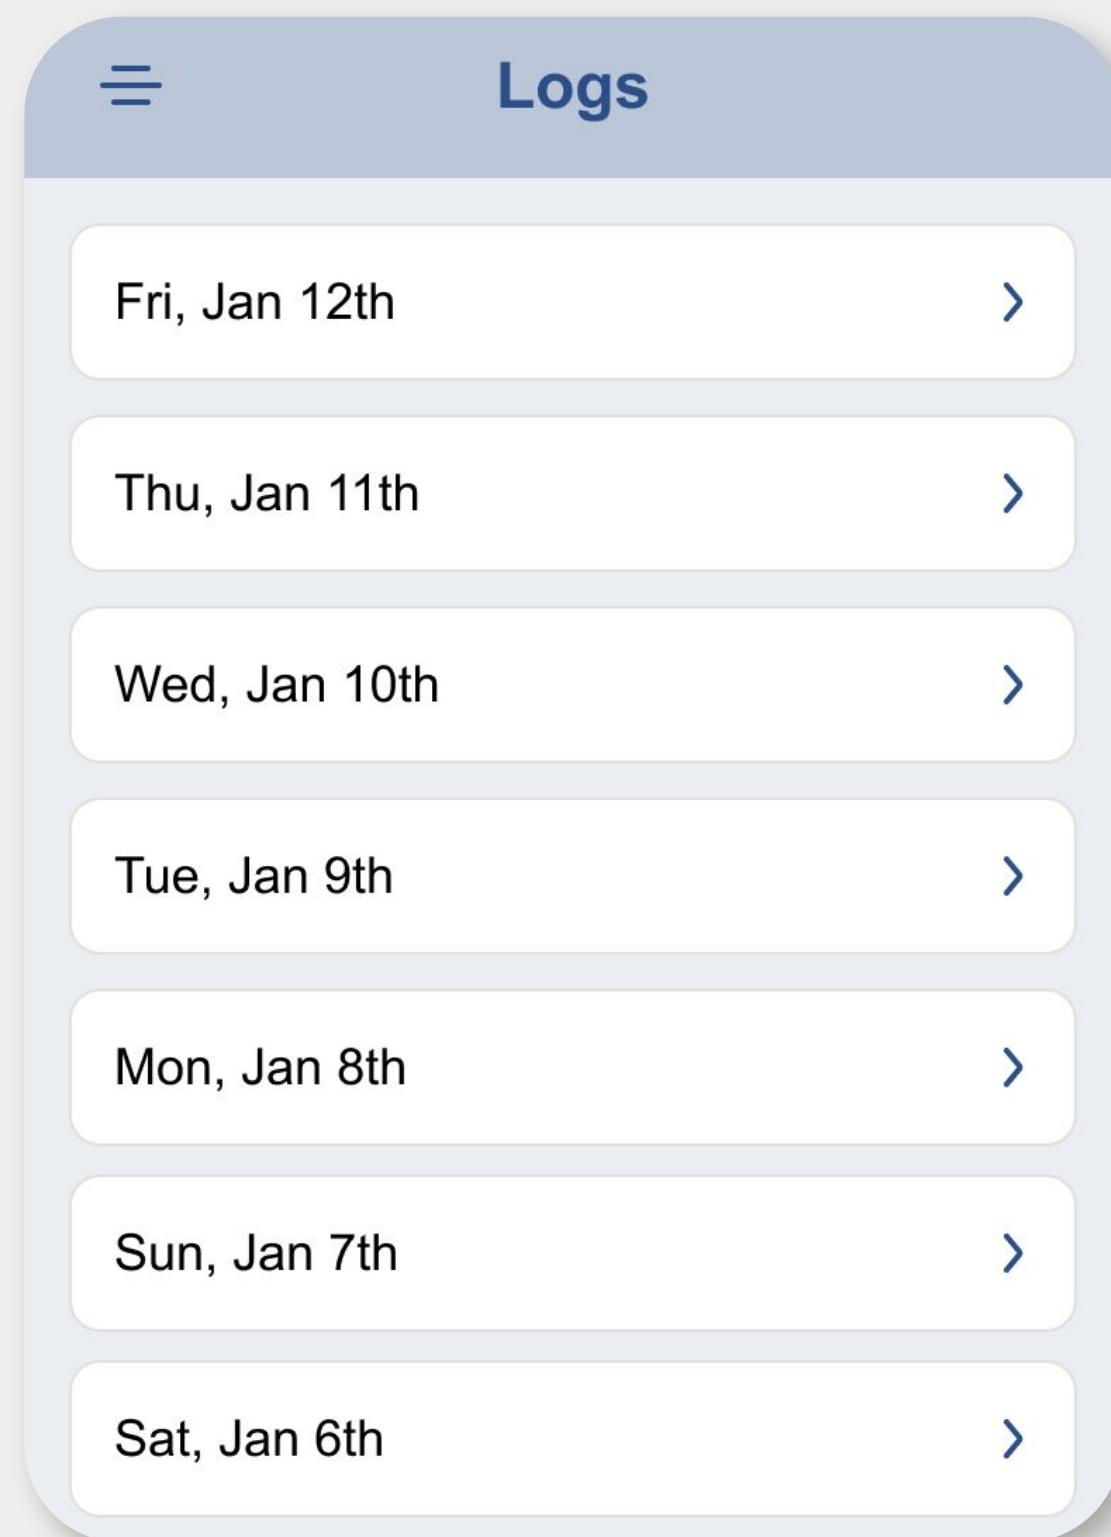 Logs
Fri, Jan 12th
Thu, Jan 11th
Wed, Jan 10th
Tue, Jan 9th
Mon, Jan 8th
Sun, Jan 7th
Sat, Jan 6th